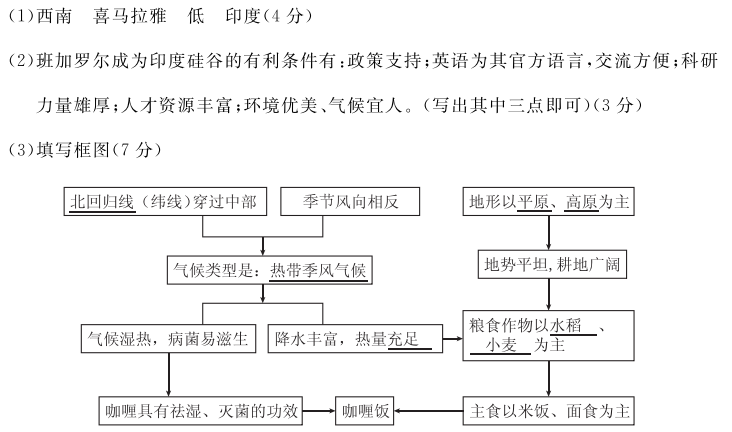 (1)西南　喜马拉雅　低　印度(4 分)
(2)班加罗尔成为印度硅谷的有利条件有:政策支持;英语为其官方语言,交流方便;科研
力量雄厚;人才资源丰富;环境优美、气候宜人。(写出其中三点即可)(3 分)
(3)填写框图(7 分)
北回归线（纬线)穿过中部
季节风向相反
地形以平原、高原为主
气候类型是：热带季风气候
地势平坦,耕地广阔
气候湿热，病菌易滋生
降水丰富，热量充足
粮食作物以水稻、
小麦 为主
咖喱具有祛湿、灭菌的功效
咖喱饭
主食以米饭、面食为主